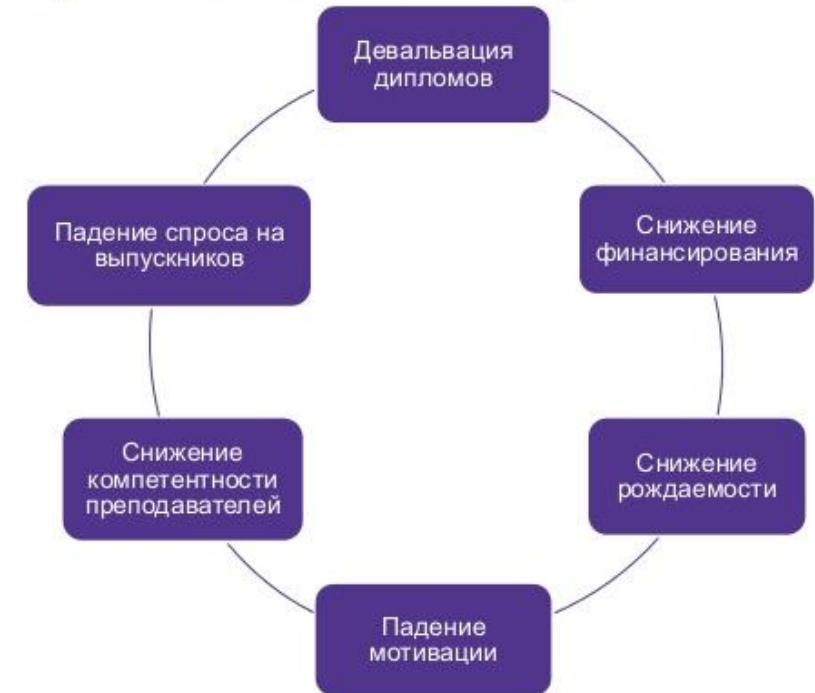 Девальвация
дипломов
Снижение
финансирования
Снижение
рождаемости
Падение
мотивации
Снижение
компетентности
преподавателей
Падение спроса на
выпускников